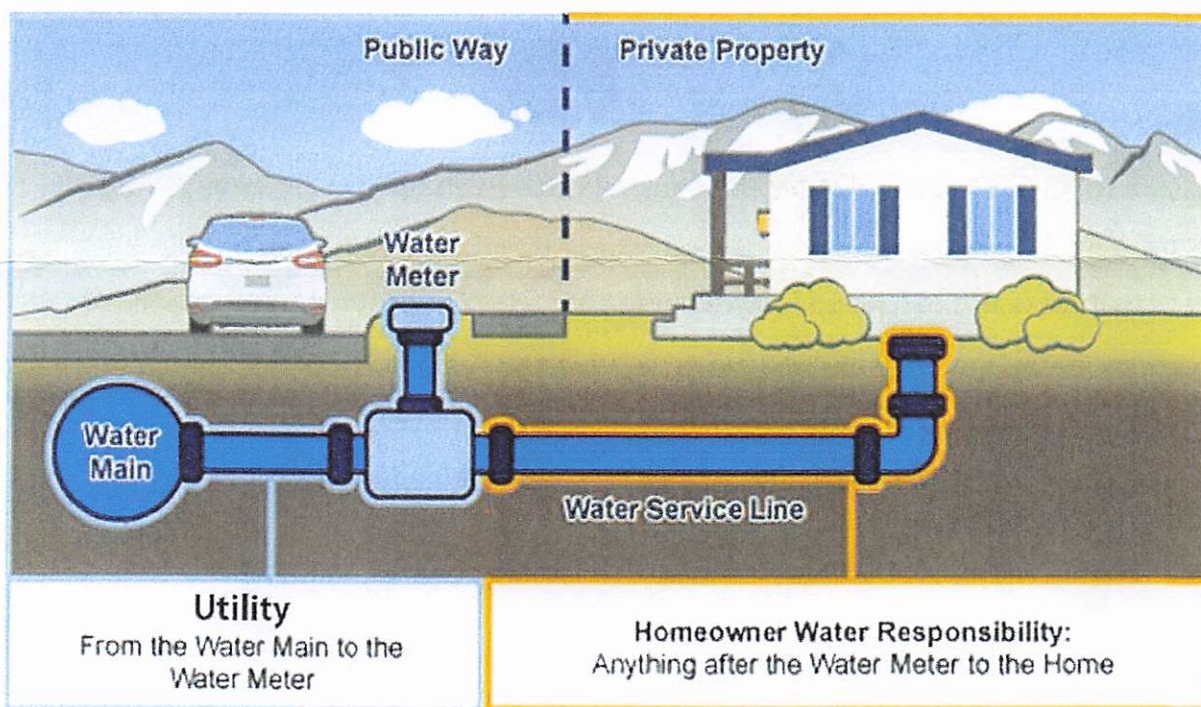 Public Way
Private Property
Water
Meter
Water
Main
Water Service Line
Utility
From the Water Main to the
Water Meter
Homeowner Water Responsibility:
Anything after the Water Meter to the Home